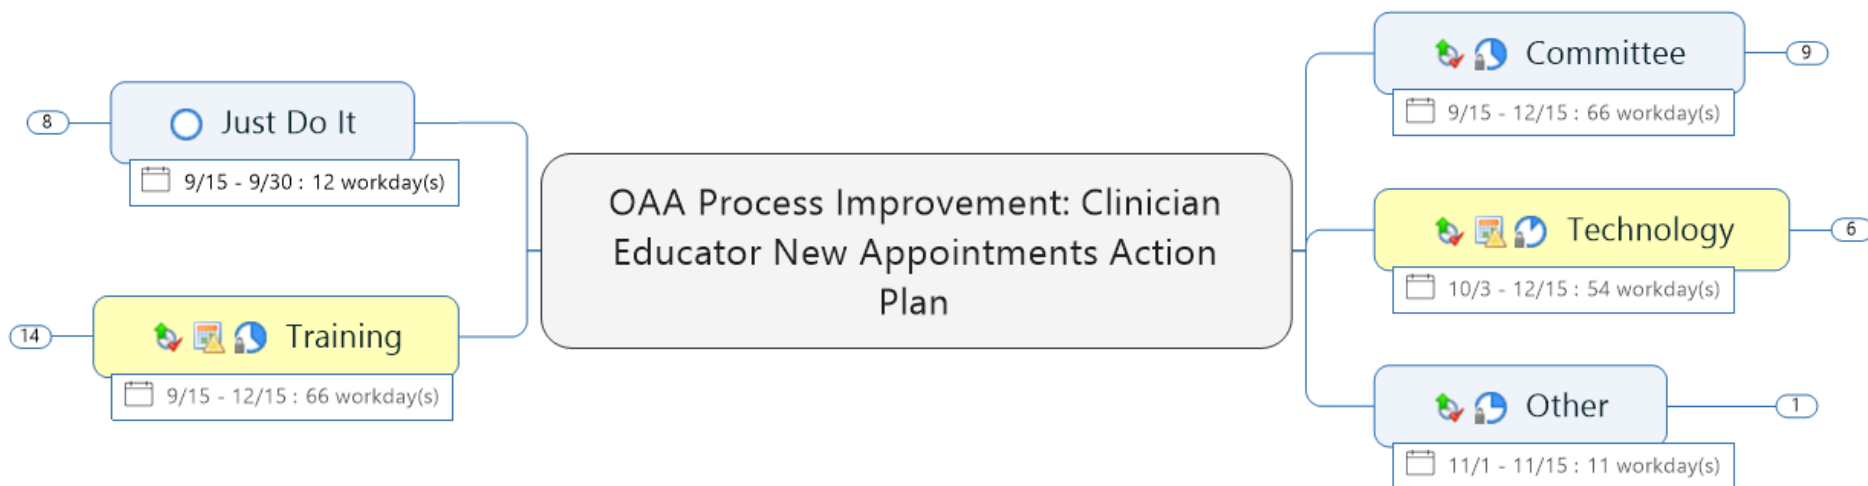 OAA Process Improvement: Clinician
Educator New Appointments Action
Plan
Committee
9
9/15 - 12/15 : 66 workday(s)
Technology
6
10/3 - 12/15 : 54 workday(s)
Other
1
11/1 - 11/15 : 11 workday(s)
8
Just Do It
9/15 - 9/30 : 12 workday(s)
14
Training
9/15 - 12/15 : 66 workday(s)